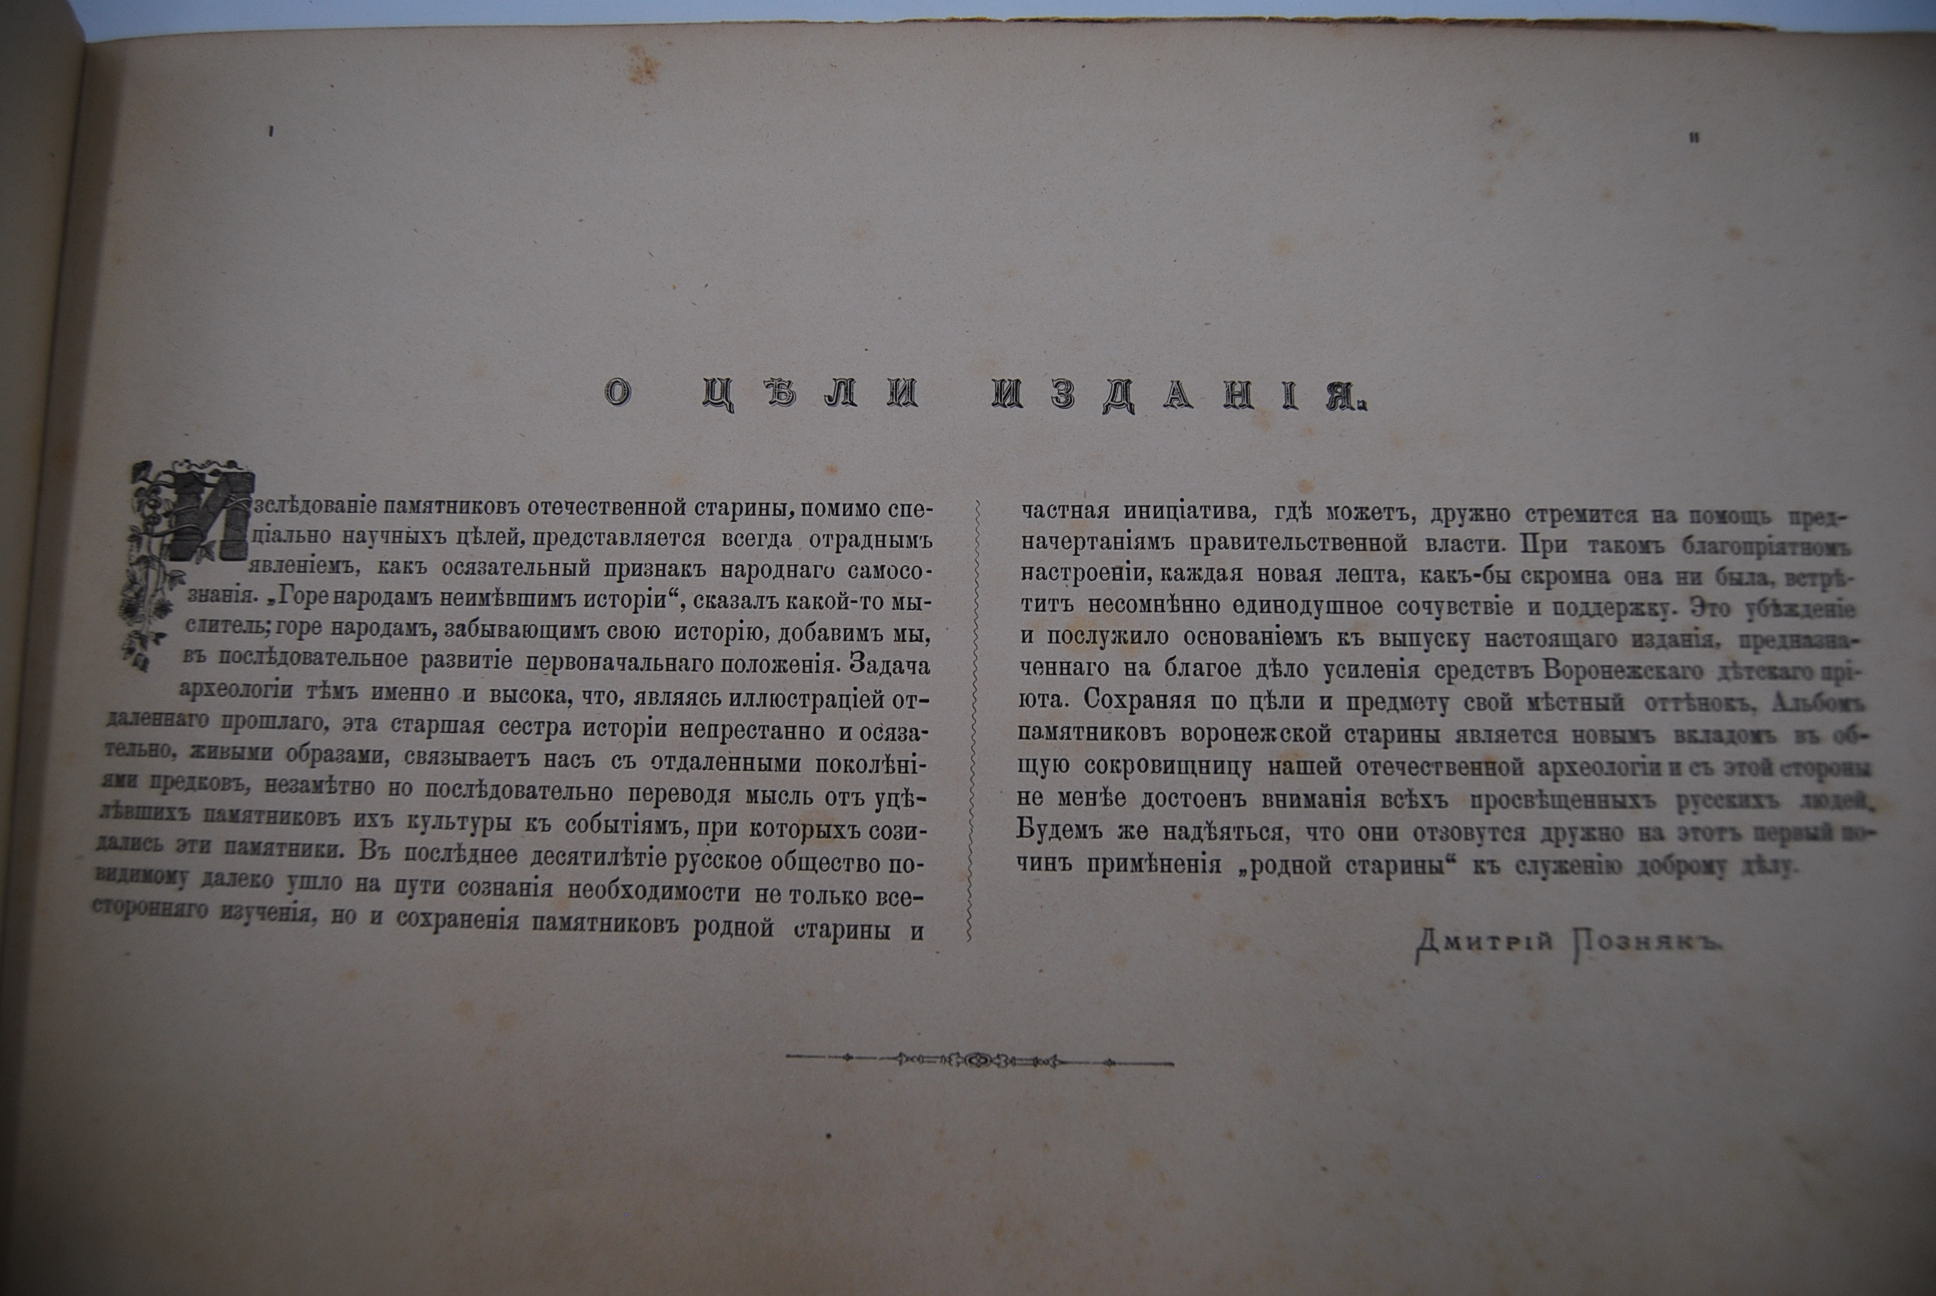 I
II
О ЦѢЛИ ИЗДАНІЯ.
Изслѣдованіе памятниковъ отечественной старины, помимо спе-
ціально научныхъ цѣлей, представляется всегда отраднымъ
явленіемъ, какъ осязательный признакъ народнаго самосо-
знанія. „Горе народамъ неимѣвшимъ исторіи“, сказалъ какой-то мы-
слитель; горе народамъ, забывающимъ свою исторію, добавимъ мы,
въ послѣдовательное развитіе первоначальнаго положенія. Задача
археологіи тѣмъ именно и высока, что, являясь иллюстраціей от-
даленнаго прошлаго, эта старшая сестра исторіи непрестанно и осяза-
тельно, живыми образами, связываетъ насъ съ отдаленными поколѣні-
ями предковъ, незамѣтно но послѣдовательно переводя мысль отъ уцѣ-
лѣвшихъ памятниковъ ихъ культуры къ событіямъ, при которыхъ сози-
дались эти памятники. Въ послѣднее десятилѣтіе русское общество по-
видимому далеко ушло на пути сознанія необходимости не только все-
сторонняго изученія, но и сохраненія памятниковъ родной старины и
частная иниціатива, гдѣ можетъ, дружно стремится на помощь пред-
начертаніямъ правительственной власти. При такомъ благопріятномъ
настроеніи, каждая новая лепта, какъ-бы скромна она ни была, встрѣ-
титъ несомнѣнно единодушное сочувствіе и поддержку. Это убѣжденіе
и послужило основаніемъ къ выпуску настоящаго изданія, предназна-
ченнаго на благое дѣло усиленія средствъ Воронежскаго дѣтскаго прі-
юта. Сохраняя по цѣли и предмету свой мѣстный оттѣнокъ, Альбомъ
памятниковъ воронежской старины является новымъ вкладомъ въ об-
щую сокровищницу нашей отечественной археологіи и съ этой стороны
не менѣе достоенъ вниманія всѣхъ просвѣщенныхъ русскихъ людей.
Будемъ же надѣяться, что они отзовутся дружно на этотъ первый по-
чинъ примѣненія „родной старины“ къ служенію доброму дѣлу.
Дмитрій Познякъ.